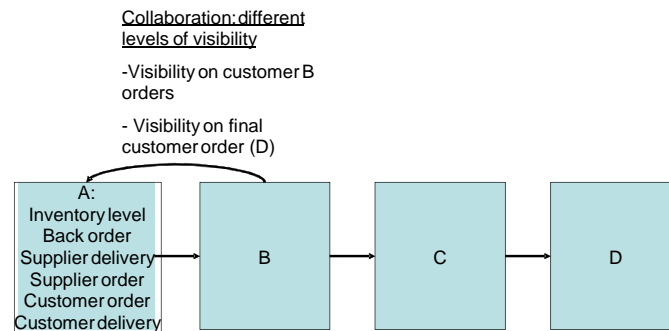 Collaboration: different
levels of visibility
-Visibility on customer B
orders
- Visibility on final
customer order (D)
A:
Inventory level
Back order
Supplier delivery
Supplier order
Customer order
Customer delivery
B
C
D